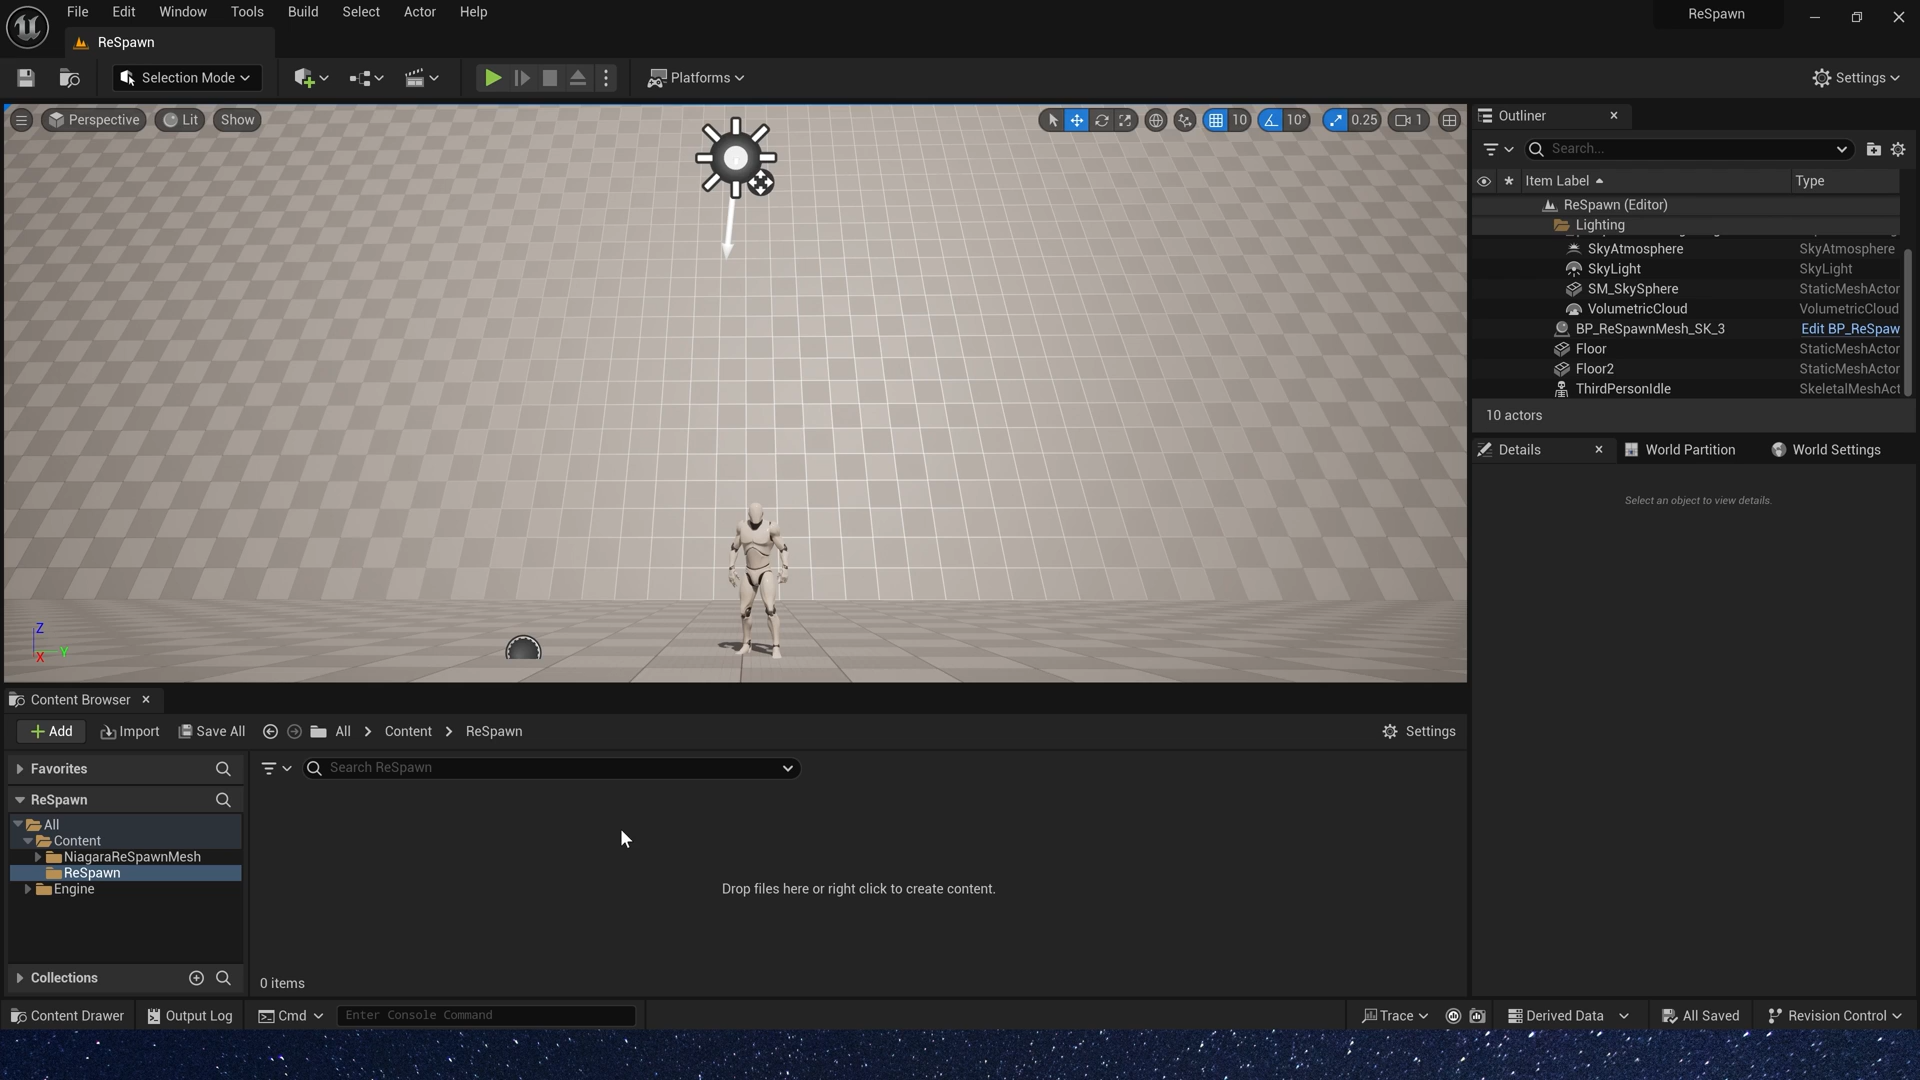 File Edit Window Tools Build Select Actor Help
ReSpawn
ReSpawn
Selection Mode
Platforms
Settings
Perspective
Lit
Show
10
10°
0.25
1
Outliner
Search...
Item Label
Type
ReSpawn (Editor)
Lighting
SkyAtmosphere SkyAtmosphere
SkyLight SkyLight
SM_SkySphere StaticMeshActor
VolumetricCloud VolumetricCloud
BP_ReSpawnMesh_SK_3 Edit BP_ReSpaw
Floor StaticMeshActor
Floor2 StaticMeshActor
ThirdPersonIdle SkeletalMeshAct
10 actors
Details
World Partition
World Settings
Select an object to view details.
Z
X
Y
Content Browser
Add
Import
Save All
All
Content
ReSpawn
Settings
Favorites
Search ReSpawn
ReSpawn
All
Content
NiagaraReSpawnMesh
ReSpawn
Engine
Drop files here or right click to create content.
Collections
0 items
Content Drawer
Output Log
Cmd
Enter Console Command
Trace
Derived Data
All Saved
Revision Control